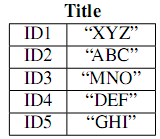 Title
ID1 “XYZ”
ID2 “ABC”
ID3 “MNO”
ID4 “DEF”
ID5 “GHI”